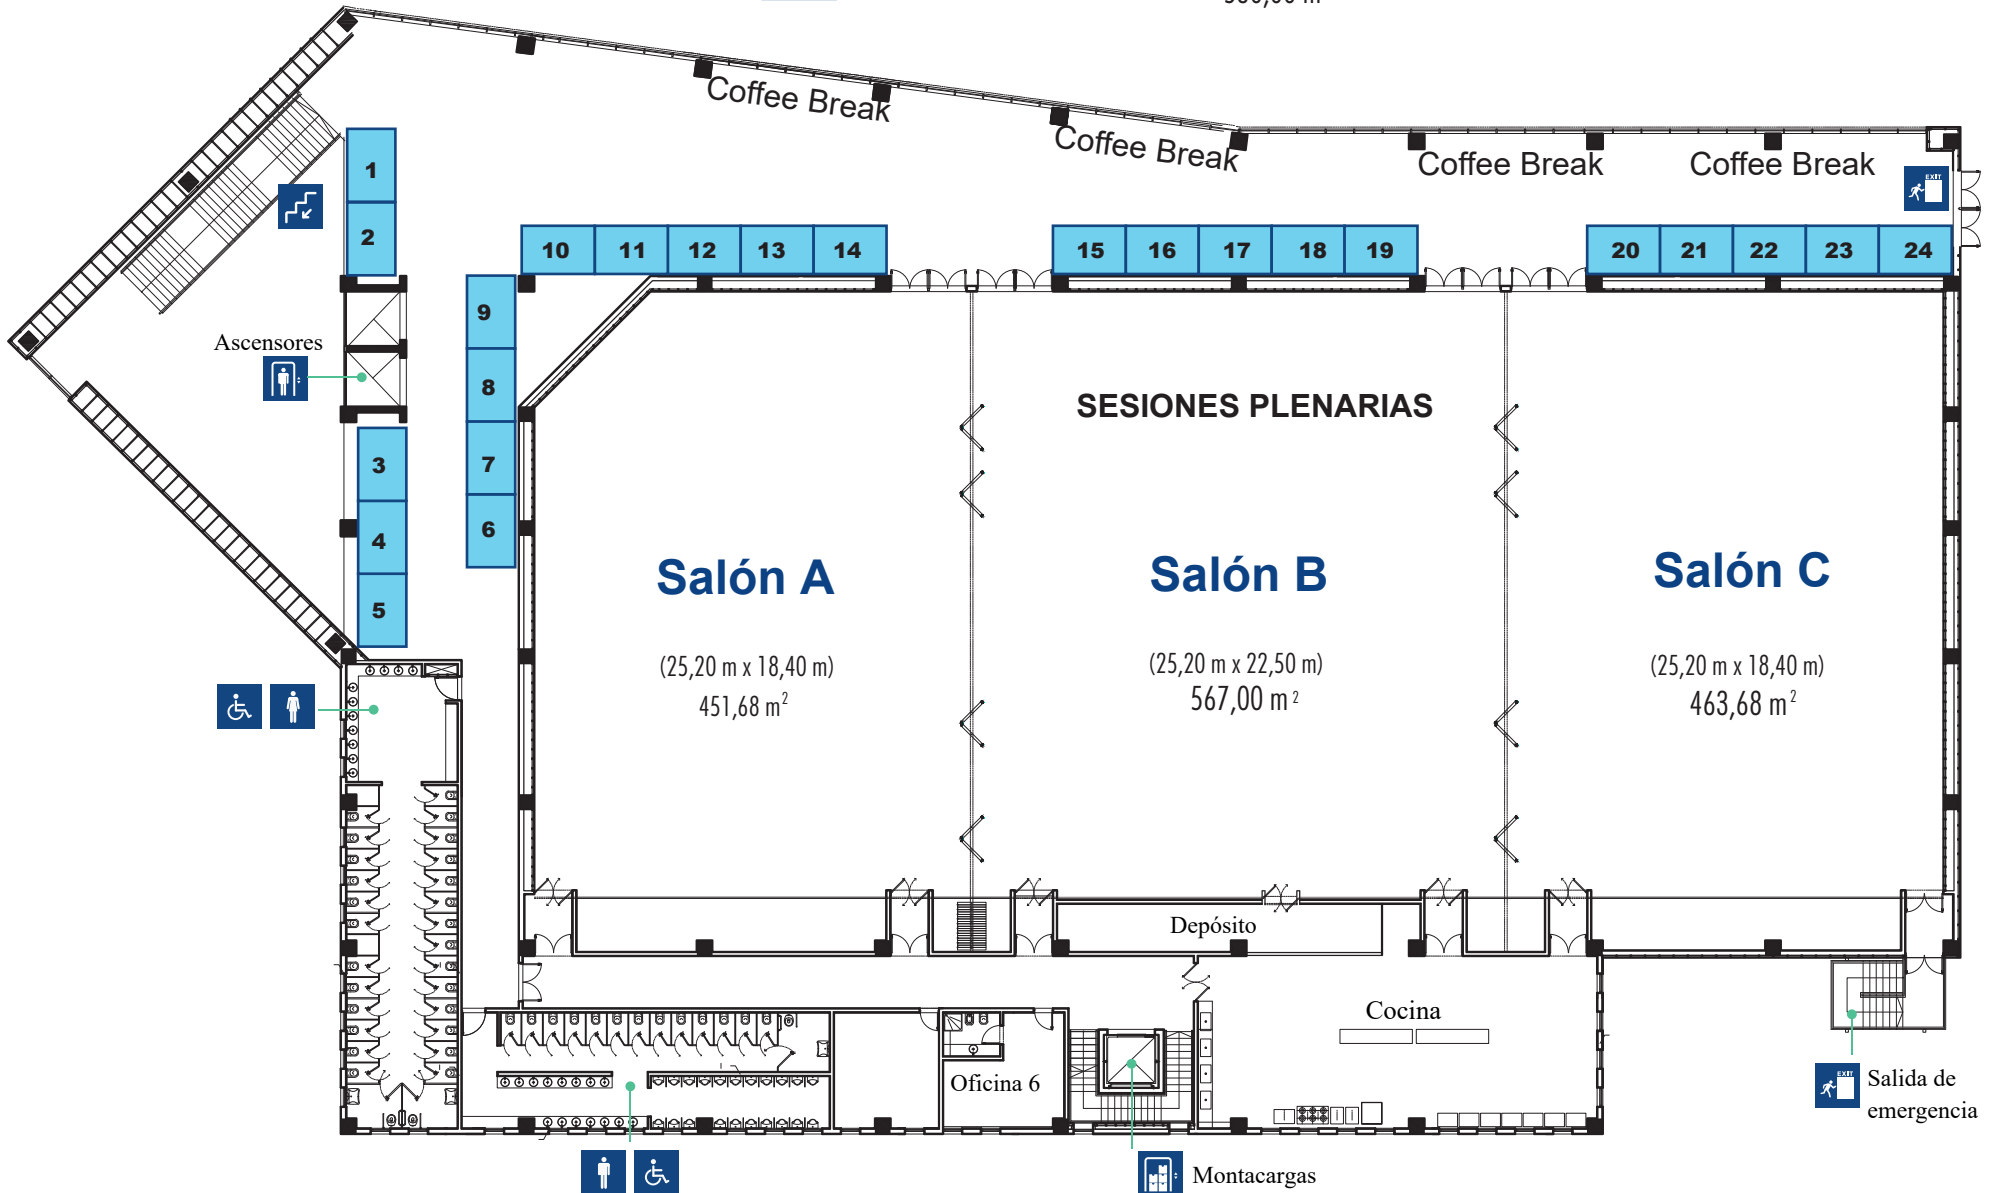 Coffee Break
Coffee Break
Coffee Break
Coffee Break
EXIT
1
2
10 11 12 13 14
15 16 17 18 19
20 21 22 23 24
9
8
7
6
Ascensores
3
4
5
SESIONES PLENARIAS
Salón A
(25,20 m x 18,40 m)
451,68 m²
Salón B
(25,20 m x 22,50 m)
567,00 m²
Salón C
(25,20 m x 18,40 m)
463,68 m²
Depósito
Cocina
Oficina 6
EXIT
Salida de
emergencia
Montacargas